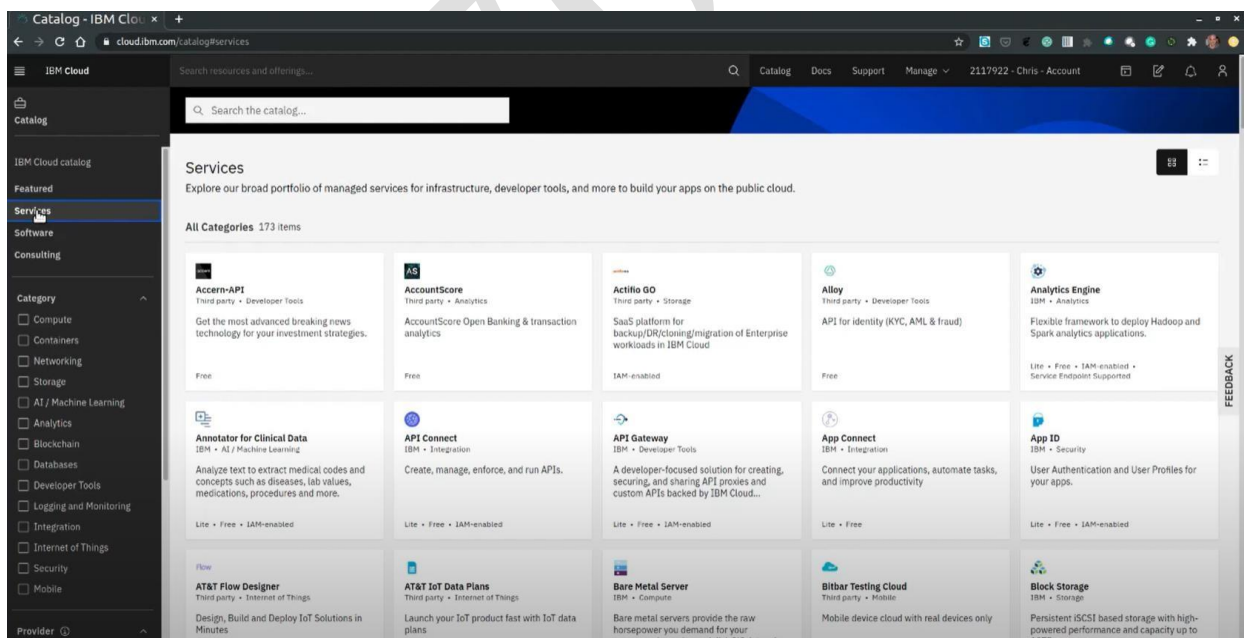 Catalog - IBM Clou × +
cloud.ibm.com/catalog#services
IBM Cloud
Search resources and offerings...
Catalog Docs Support Manage 2117922 - Chris - Account
Catalog
Search the catalog...
IBM Cloud catalog
Featured
Services
Software
Consulting
Category
Compute
Containers
Networking
Storage
AI / Machine Learning
Analytics
Blockchain
Databases
Developer Tools
Logging and Monitoring
Integration
Internet of Things
Security
Mobile
Provider
Services
Explore our broad portfolio of managed services for infrastructure, developer tools, and more to build your apps on the public cloud.
All Categories 173 items
Accern-API
Third party • Developer Tools
Get the most advanced breaking news
technology for your investment strategies.
Free
AS
AccountScore
Third party • Analytics
AccountScore Open Banking & transaction
analytics
Free
Actifio GO
Third party • Storage
SaaS platform for
backup/DR/cloning/migration of Enterprise
workloads in IBM Cloud
IAM-enabled
Alloy
Third party • Developer Tools
API for identity (KYC, AML & fraud)
Free
Analytics Engine
IBM • Analytics
Flexible framework to deploy Hadoop and
Spark analytics applications.
Lite • Free • IAM-enabled •
Service Endpoint Supported
Annotator for Clinical Data
IBM • AI / Machine Learning
Analyze text to extract medical codes and
concepts such as diseases, lab values,
medications, procedures and more.
Lite • Free • IAM-enabled
API Connect
IBM • Integration
Create, manage, enforce, and run APIs.
Lite • Free • IAM-enabled
API Gateway
IBM • Developer Tools
A developer-focused solution for creating,
securing, and sharing API proxies and
custom APIs backed by IBM Cloud...
Lite • Free • IAM-enabled
App Connect
IBM • Integration
Connect your applications, automate tasks,
and improve productivity
Lite • Free
App ID
IBM • Security
User Authentication and User Profiles for
your apps.
Lite • Free • IAM-enabled
Flow
AT&T Flow Designer
Third party • Internet of Things
Design, Build and Deploy IoT Solutions in
Minutes
AT&T IoT Data Plans
Third party • Internet of Things
Launch your IoT product fast with IoT data
plans
Bare Metal Server
IBM • Compute
Bare metal servers provide the raw
horsepower you demand for your
Bitbar Testing Cloud
Third party • Mobile
Mobile device cloud with real devices only
Block Storage
IBM • Storage
Persistent iSCSI based storage with high-
powered performance and capacity up to
FEEDBACK